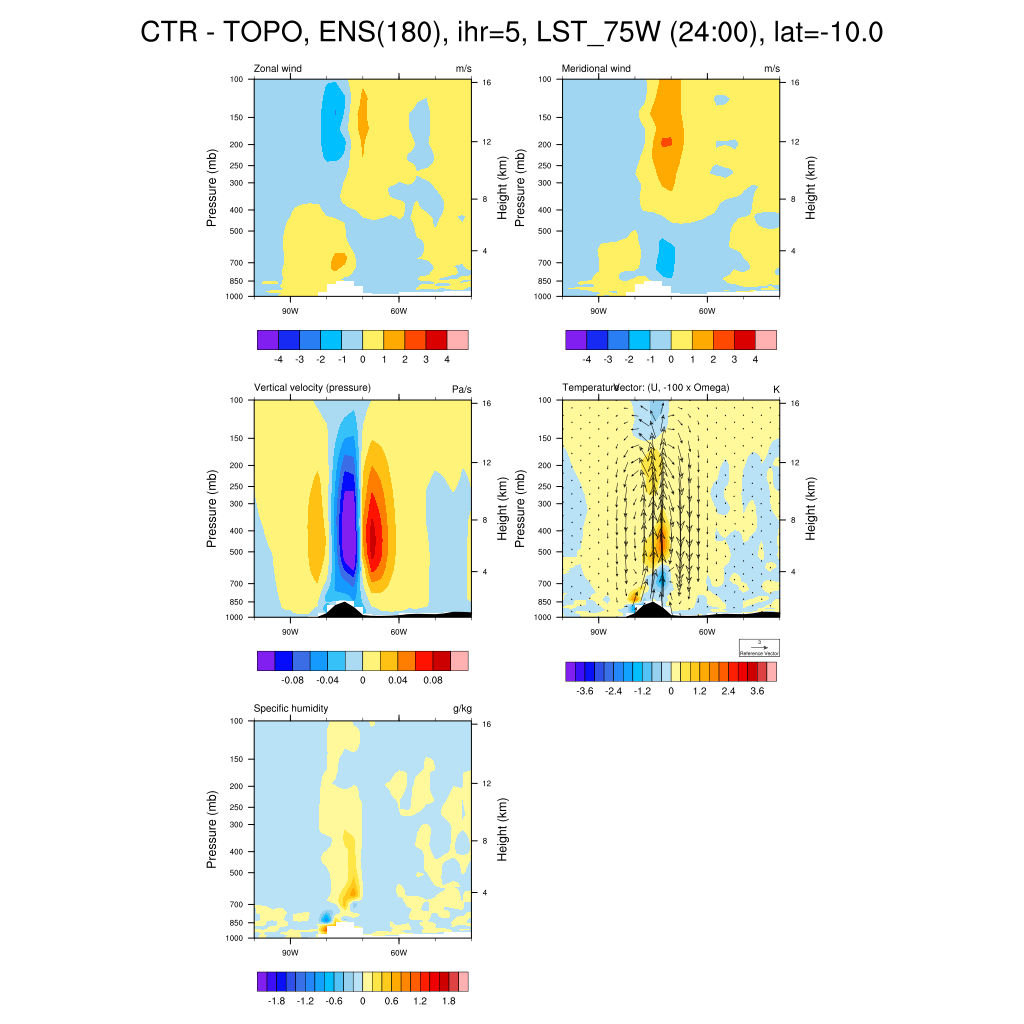 CTR - TOPO, ENS(180), ihr=5, LST_75W (24:00), lat=-10.0
Zonal wind m/s
Pressure (mb)
100
150
200
250
300
400
500
700
850
1000
16
12
8
4
Height (km)
90W 60W
-4 -3 -2 -1 0 1 2 3 4
Meridional wind m/s
Pressure (mb)
100
150
200
250
300
400
500
700
850
1000
16
12
8
4
Height (km)
90W 60W
-4 -3 -2 -1 0 1 2 3 4
Vertical velocity (pressure) Pa/s
Pressure (mb)
100
150
200
250
300
400
500
700
850
1000
16
12
8
4
Height (km)
90W 60W
-0.08 -0.04 0 0.04 0.08
Temperature Vector: (U, -100 x Omega) K
Pressure (mb)
100
150
200
250
300
400
500
700
850
1000
16
12
8
4
Height (km)
90W 60W
3
Reference Vector
-3.6 -2.4 -1.2 0 1.2 2.4 3.6
Specific humidity g/kg
Pressure (mb)
100
150
200
250
300
400
500
700
850
1000
16
12
8
4
Height (km)
90W 60W
-1.8 -1.2 -0.6 0 0.6 1.2 1.8